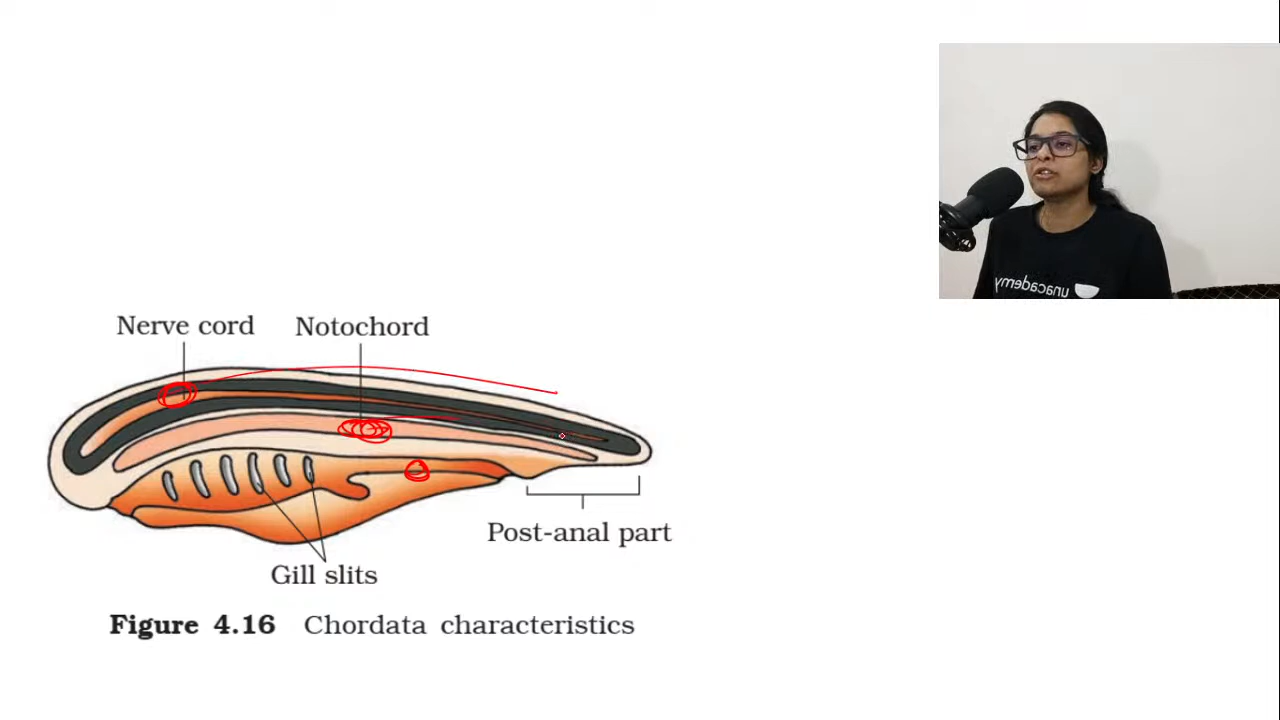 unacademy
Nerve cord Notochord
Post-anal part
Gill slits
Figure 4.16 Chordata characteristics